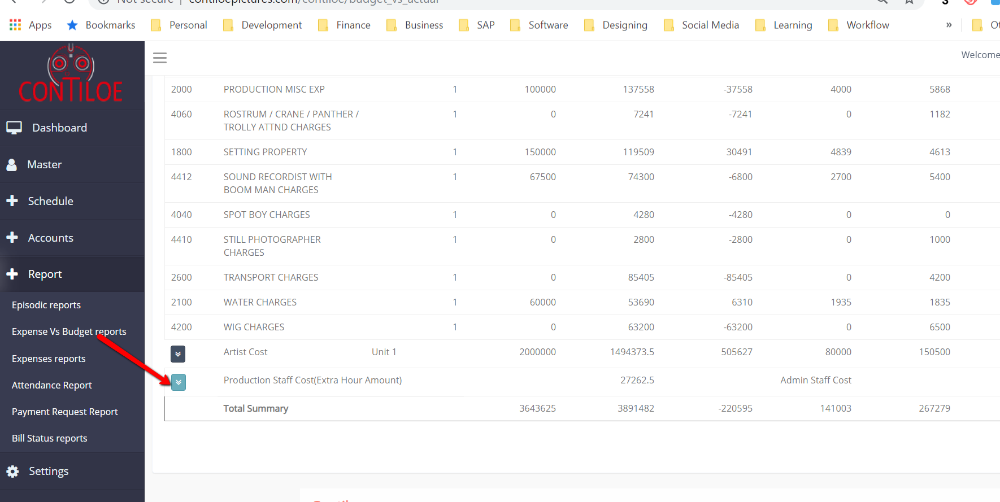 Not secure | contiloepictures.com/contiloe/budget_vs_actual
Apps Bookmarks Personal Development Finance Business SAP Software Designing Social Media Learning Workflow » Ot
CONTILOE
Welcome
Dashboard
Master
Schedule
Accounts
Report
Episodic reports
Expense Vs Budget reports
Expenses reports
Attendance Report
Payment Request Report
Bill Status reports
Settings
2000 PRODUCTION MISC EXP 1 100000 137558 -37558 4000 5868
4060 ROSTRUM / CRANE / PANTHER / 1 0 7241 -7241 0 1182
TROLLY ATTND CHARGES
1800 SETTING PROPERTY 1 150000 119509 30491 4839 4613
4412 SOUND RECORDIST WITH 1 67500 74300 -6800 2700 5400
BOOM MAN CHARGES
4040 SPOT BOY CHARGES 1 0 4280 -4280 0 0
4410 STILL PHOTOGRAPHER 1 0 2800 -2800 0 1000
CHARGES
2600 TRANSPORT CHARGES 1 0 85405 -85405 0 4200
2100 WATER CHARGES 1 60000 53690 6310 1935 1835
4200 WIG CHARGES 1 0 63200 -63200 0 6500
Artist Cost Unit 1 2000000 1494373.5 505627 80000 150500
Production Staff Cost(Extra Hour Amount) 27262.5 Admin Staff Cost
Total Summary 3643625 3891482 -220595 141003 267279